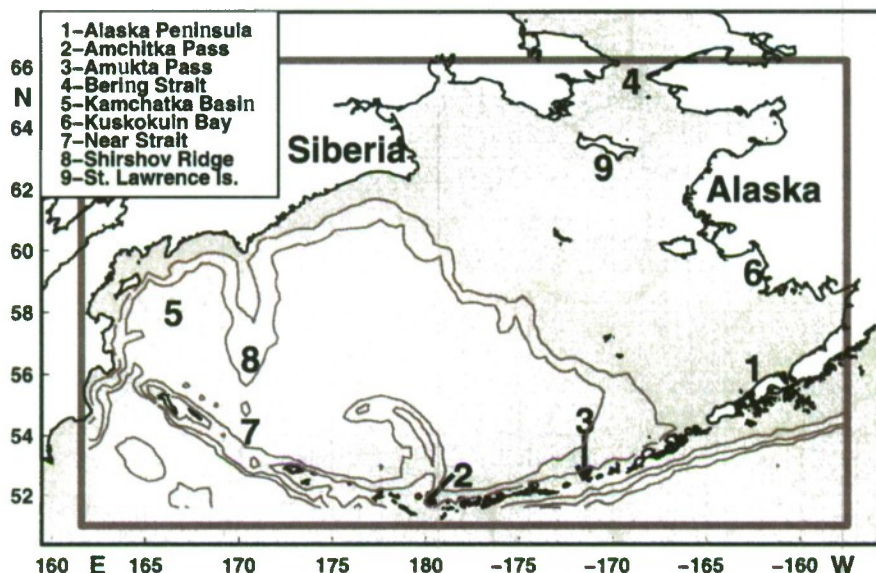 1-Alaska Peninsula
2-Amchitka Pass
3-Amukta Pass
4-Bering Strait
5-Kamchatka Basin
6-Kuskokuin Bay
7-Near Strait
8-Shirshov Ridge
9-St. Lawrence Is.
66
N
64
62
60
58
56
54
52
4
Siberia
9
Alaska
6
5
8
1
7
3
2
160 E 165 170 175 180 -175 -170 -165 -160 W